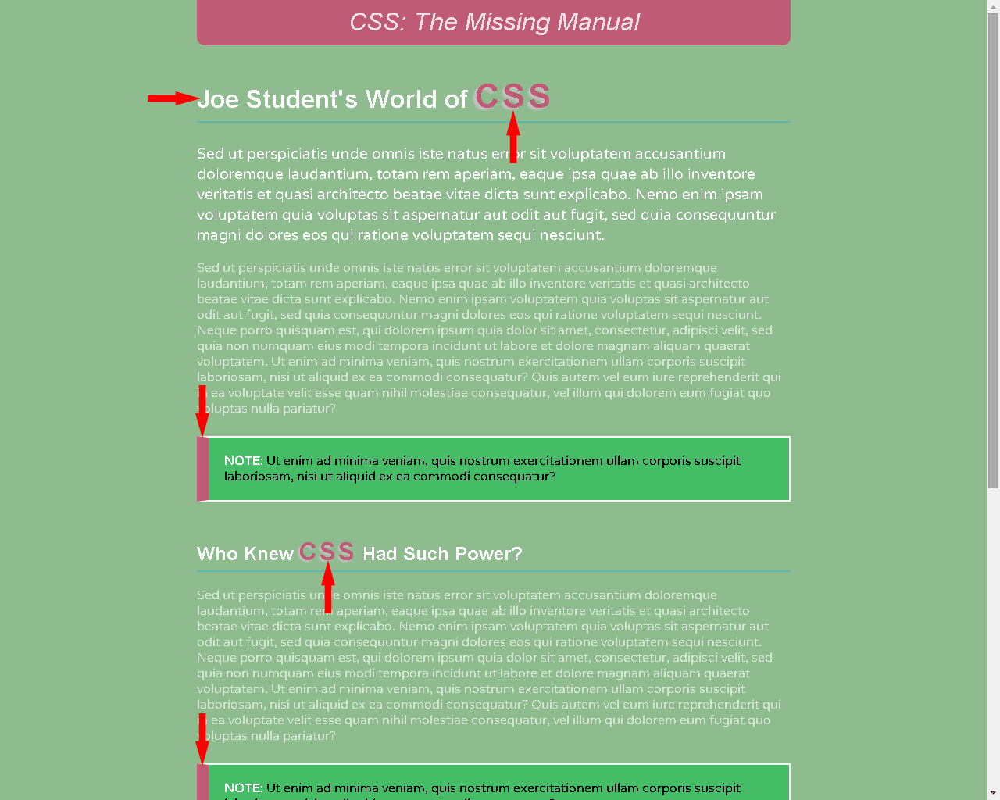 CSS: The Missing Manual
Joe Student's World of CSS
Sed ut perspiciatis unde omnis iste natus error sit voluptatem accusantium
doloremque laudantium, totam rem aperiam, eaque ipsa quae ab illo inventore
veritatis et quasi architecto beatae vitae dicta sunt explicabo. Nemo enim ipsam
voluptatem quia voluptas sit aspernatur aut odit aut fugit, sed quia consequuntur
magni dolores eos qui ratione voluptatem sequi nesciunt.
Sed ut perspiciatis unde omnis iste natus error sit voluptatem accusantium doloremque
laudantium, totam rem aperiam, eaque ipsa quae ab illo inventore veritatis et quasi architecto
beatae vitae dicta sunt explicabo. Nemo enim ipsam voluptatem quia voluptas sit aspernatur aut
odit aut fugit, sed quia consequuntur magni dolores eos qui ratione voluptatem sequi nesciunt.
Neque porro quisquam est, qui dolorem ipsum quia dolor sit amet, consectetur, adipisci velit, sed
quia non numquam eius modi tempora incidunt ut labore et dolore magnam aliquam quaerat
voluptatem. Ut enim ad minima veniam, quis nostrum exercitationem ullam corporis suscipit
laboriosam, nisi ut aliquid ex ea commodi consequatur? Quis autem vel eum iure reprehenderit qui
ea voluptate velit esse quam nihil molestiae consequatur, vel illum qui dolorem eum fugiat quo
voluptas nulla pariatur?
NOTE: Ut enim ad minima veniam, quis nostrum exercitationem ullam corporis suscipit
laboriosam, nisi ut aliquid ex ea commodi consequatur?
Who Knew CSS Had Such Power?
Sed ut perspiciatis unde omnis iste natus error sit voluptatem accusantium doloremque
laudantium, totam rem aperiam, eaque ipsa quae ab illo inventore veritatis et quasi architecto
beatae vitae dicta sunt explicabo. Nemo enim ipsam voluptatem quia voluptas sit aspernatur aut
odit aut fugit, sed quia consequuntur magni dolores eos qui ratione voluptatem sequi nesciunt.
Neque porro quisquam est, qui dolorem ipsum quia dolor sit amet, consectetur, adipisci velit, sed
quia non numquam eius modi tempora incidunt ut labore et dolore magnam aliquam quaerat
voluptatem. Ut enim ad minima veniam, quis nostrum exercitationem ullam corporis suscipit
laboriosam, nisi ut aliquid ex ea commodi consequatur? Quis autem vel eum iure reprehenderit qui
ea voluptate velit esse quam nihil molestiae consequatur, vel illum qui dolorem eum fugiat quo
voluptas nulla pariatur?
NOTE: Ut enim ad minima veniam, quis nostrum exercitationem ullam corporis suscipit